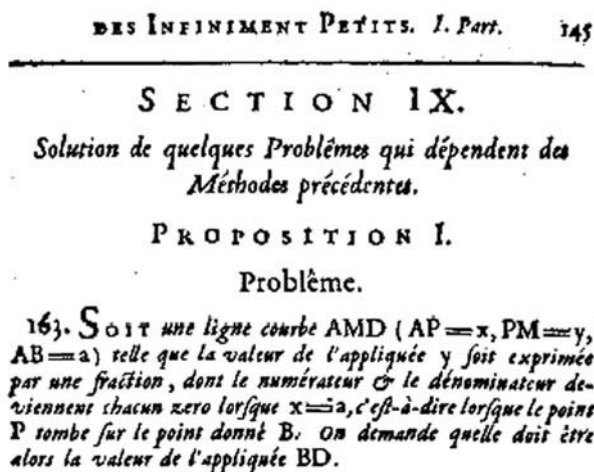 DES INFINIMENT PETITS. I. Part. 145
SECTION IX.
Solution de quelques Problêmes qui dépendent des
Méthodes précédentes.
PROPOSITION I.
Problême.
163. SOIT une ligne courbe AMD (AP=x, PM=y,
AB=a) telle que la valeur de l'appliquée y soit exprimée
par une fraction, dont le numérateur & le dénominateur de-
viennent chacun zero lorsque x=a, c'est-à-dire lorsque le point
P tombe sur le point donné B. On demande quelle doit être
alors la valeur de l'appliquée BD.